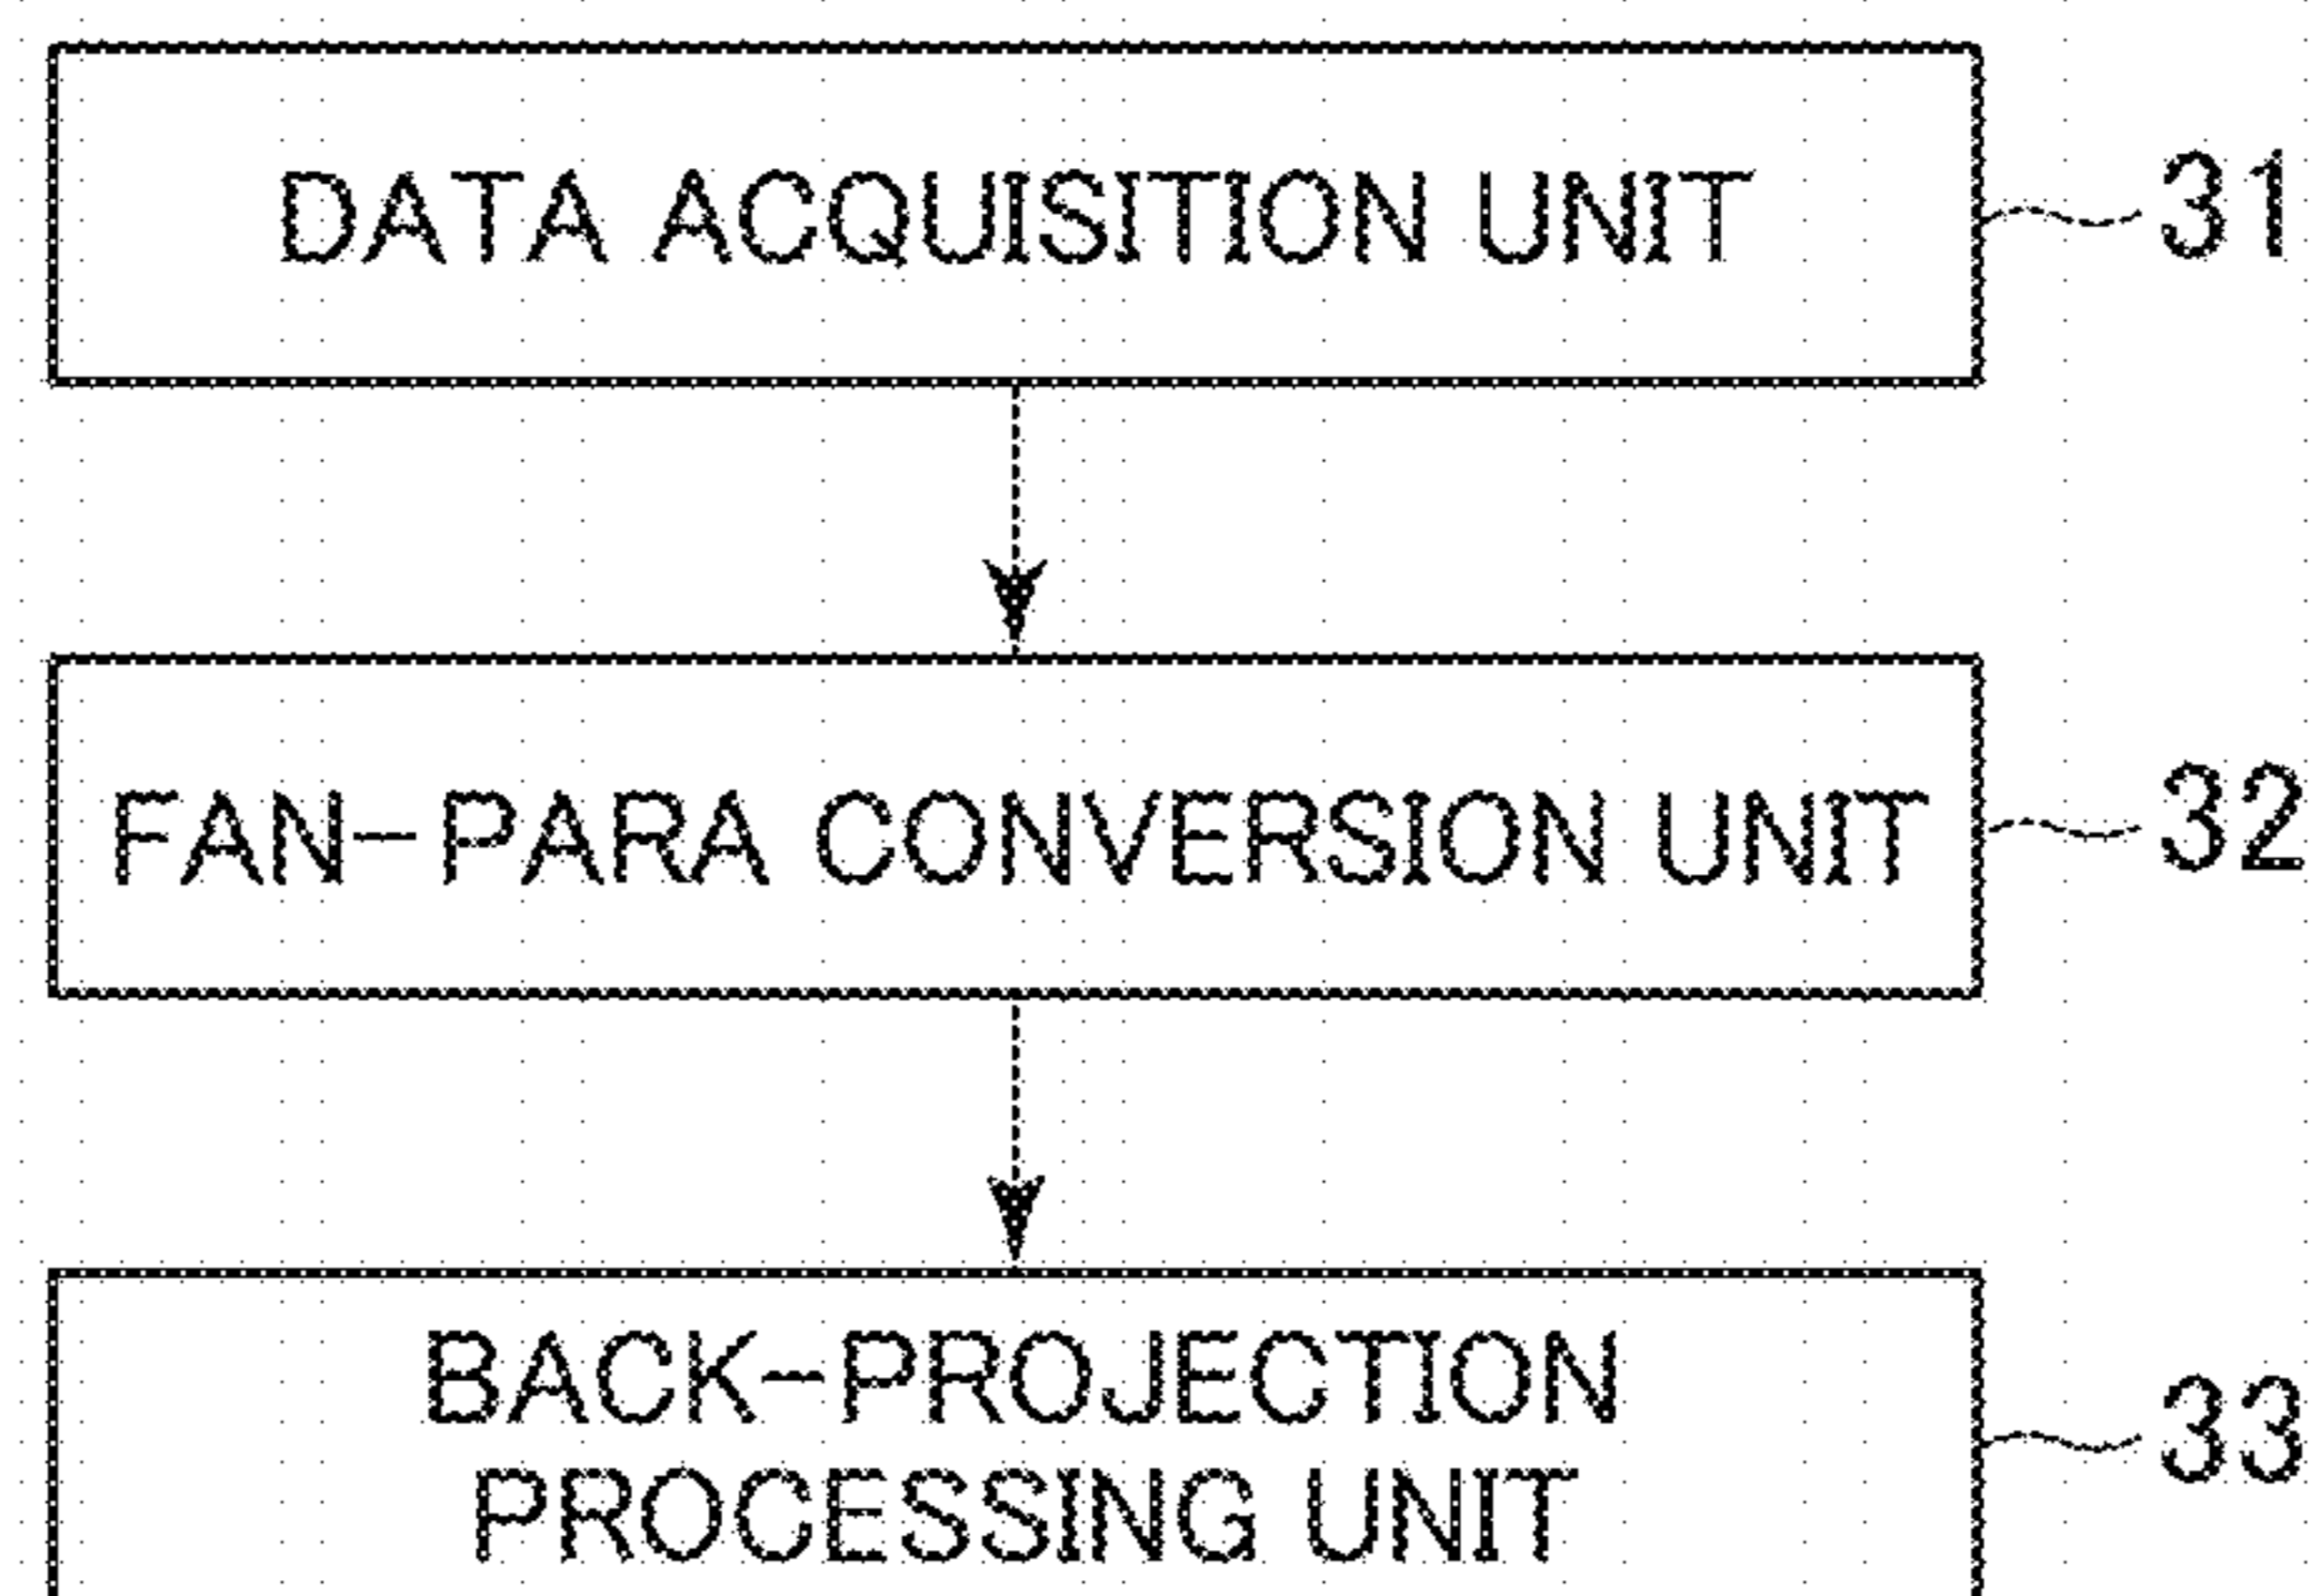 DATA ACQUISITION UNIT
31
FAN-PARA CONVERSION UNIT
32
BACK-PROJECTION
PROCESSING UNIT
33